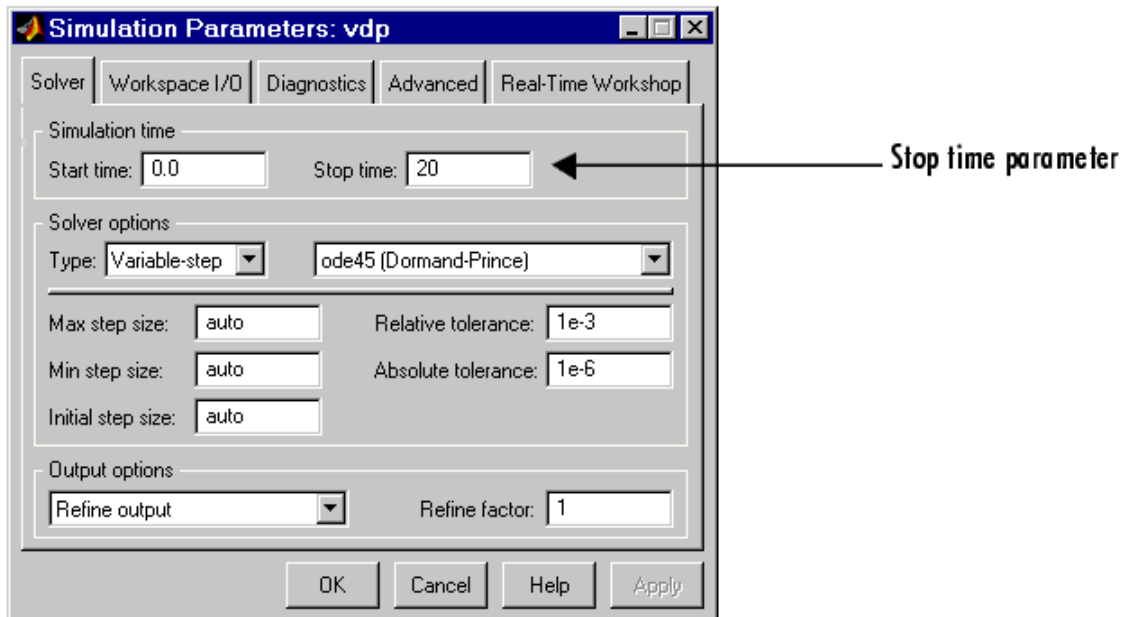 Simulation Parameters: vdp
Solver Workspace I/O Diagnostics Advanced Real-Time Workshop
Simulation time
Start time: 0.0 Stop time: 20
Stop time parameter
Solver options
Type: Variable-step ode45 (Dormand-Prince)
Max step size: auto Relative tolerance: 1e-3
Min step size: auto Absolute tolerance: 1e-6
Initial step size: auto
Output options
Refine output Refine factor: 1
OK Cancel Help Apply